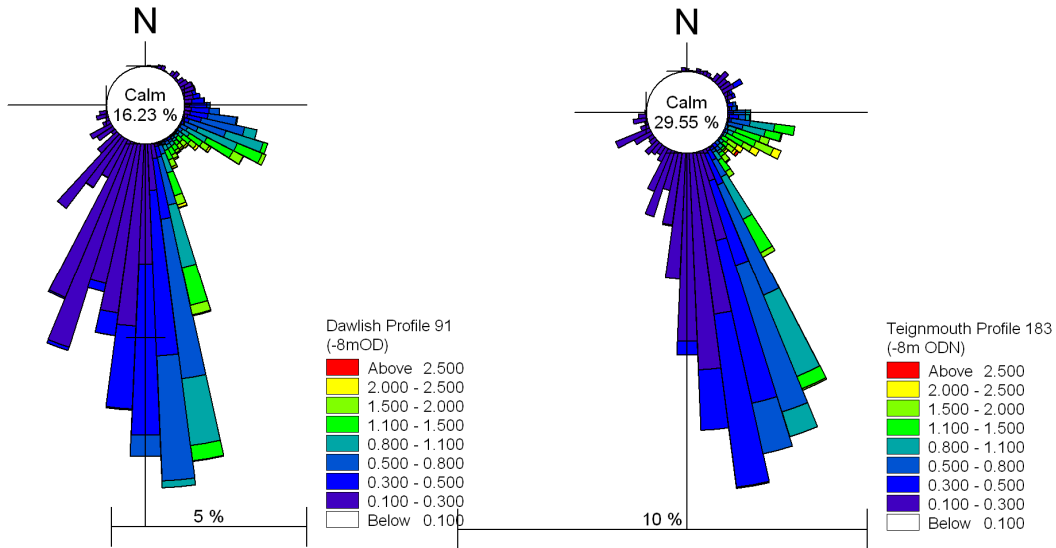 N
Calm
16.23 %
5 %
Dawlish Profile 91
(-8mOD)
Above 2.500
2.000 - 2.500
1.500 - 2.000
1.100 - 1.500
0.800 - 1.100
0.500 - 0.800
0.300 - 0.500
0.100 - 0.300
Below 0.100
N
Calm
29.55 %
10 %
Teignmouth Profile 183
(-8m ODN)
Above 2.500
2.000 - 2.500
1.500 - 2.000
1.100 - 1.500
0.800 - 1.100
0.500 - 0.800
0.300 - 0.500
0.100 - 0.300
Below 0.100